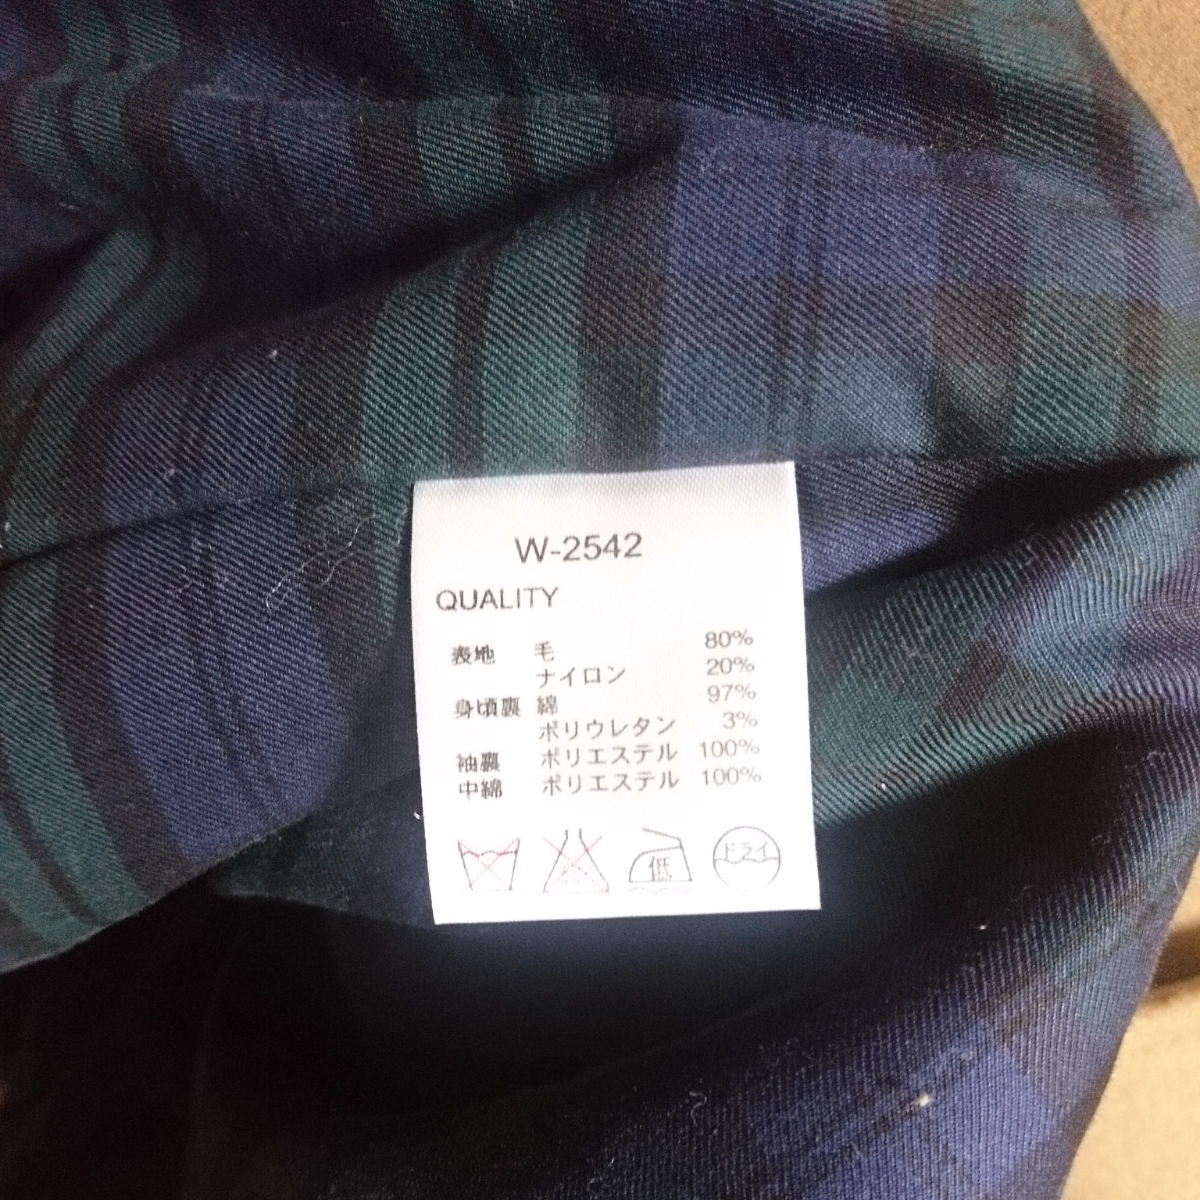 W-2542
QUALITY
表地 毛 80%
ナイロン 20%
身頃裏 綿 97%
ポリウレタン 3%
袖裏 ポリエステル 100%
中綿 ポリエステル 100%
低 ドライ